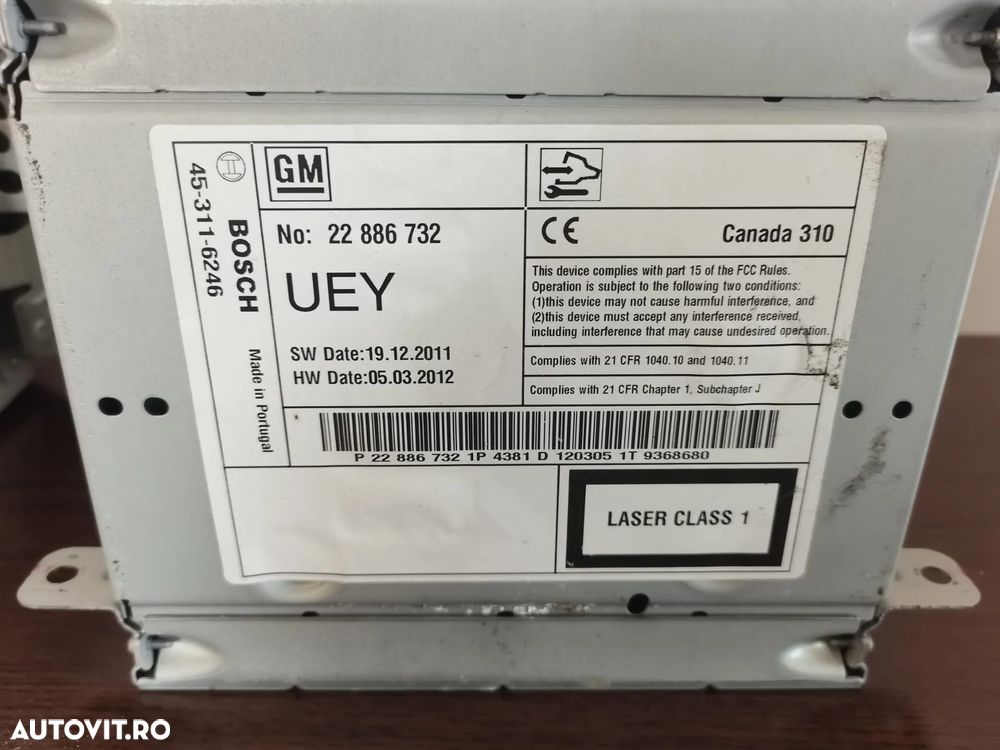 GM
BOSCH
45-311-6246
Made in Portugal
No: 22 886 732
UEY
SW Date:19.12.2011
HW Date:05.03.2012
CE
Canada 310
This device complies with part 15 of the FCC Rules.
Operation is subject to the following two conditions:
(1)this device may not cause harmful interference, and
(2)this device must accept any interference received,
including interference that may cause undesired operation.
Complies with 21 CFR 1040.10 and 1040.11
Complies with 21 CFR Chapter 1, Subchapter J
P 22 886 732 1P 4381 D 120305 1T 9368680
LASER CLASS 1
AUTOVIT.RO